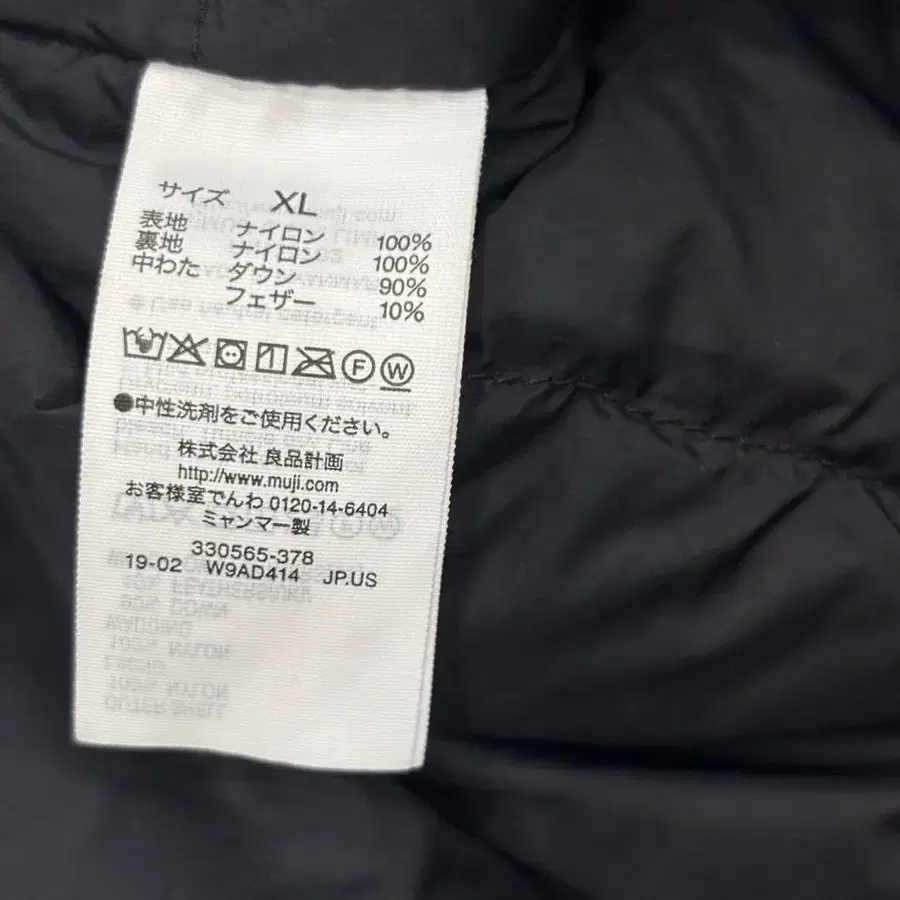 サイズ XL
表地 ナイロン 100%
裏地 ナイロン 100%
中わた ダウン 90%
フェザー 10%
F W
●中性洗剤をご使用ください。
株式会社 良品計画
http://www.muji.com
お客様室でんわ 0120-14-6404
ミャンマー製
330565-378
19-02 W9AD414 JP.US